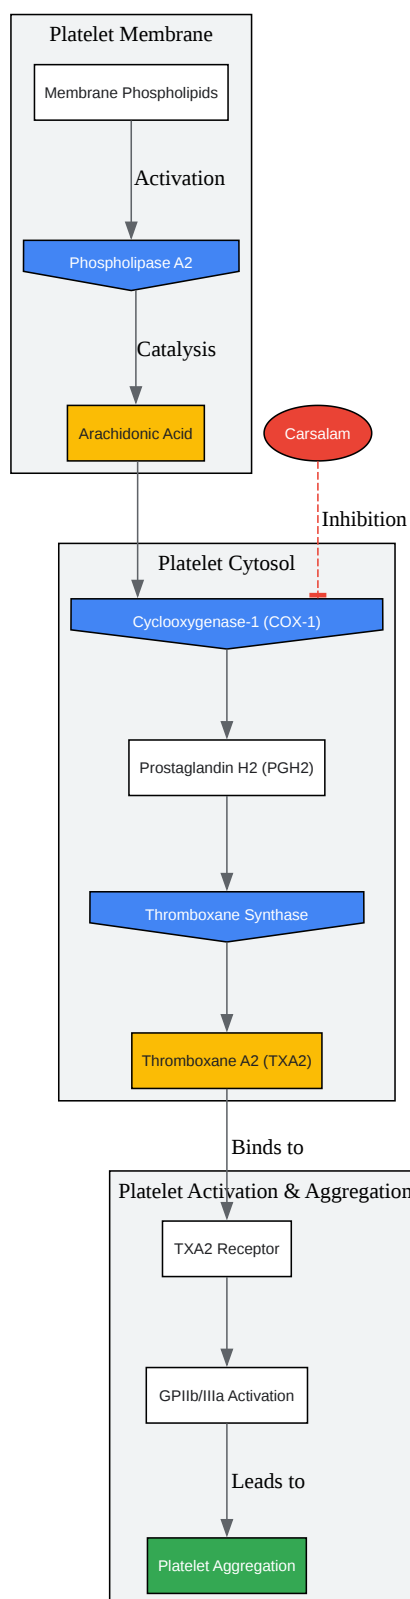 Platelet Membrane
Membrane Phospholipids
Activation
Phospholipase A2
Catalysis
Arachidonic Acid
Carsalam
Inhibition
Platelet Cytosol
Cyclooxygenase-1 (COX-1)
Prostaglandin H2 (PGH2)
Thromboxane Synthase
Thromboxane A2 (TXA2)
Binds to
Platelet Activation & Aggregation
TXA2 Receptor
GPIIb/IIIa Activation
Leads to
Platelet Aggregation